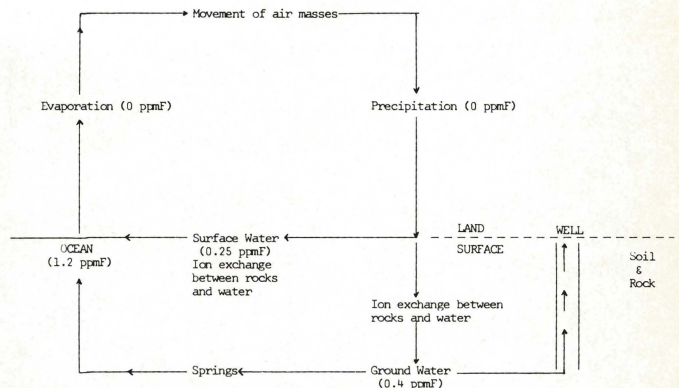 Movement of air masses
Evaporation (0 ppmF)
Precipitation (0 ppmF)
OCEAN
(1.2 ppmF)
Surface Water
(0.25 ppmF)
Ion exchange
between rocks
and water
LAND
SURFACE
WELL
Soil
&
Rock
Ion exchange between
rocks and water
Springs
Ground Water
(0.4 ppmF)